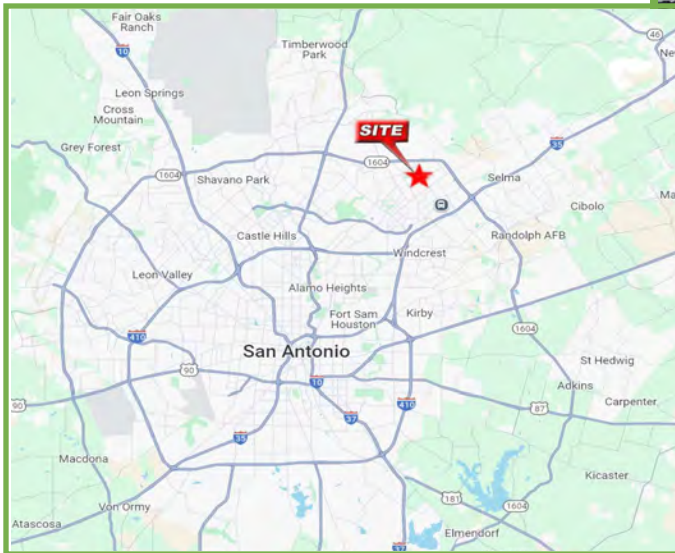 Fair Oaks
Ranch
Timberwood
Park
46
Ne
10
Leon Springs
Cross
Mountain
Grey Forest
SITE
35
1604
1604
Shavano Park
Selma
Cibolo
Ma
Castle Hills
Windcrest
Randolph AFB
Leon Valley
Alamo Heights
Fort Sam
Houston
Kirby
410
1604
San Antonio
St Hedwig
90
10
Adkins
90
410
87
Carpenter
37
35
Macdona
Kicaster
Von Ormy
181
1604
Atascosa
Elmendorf
37